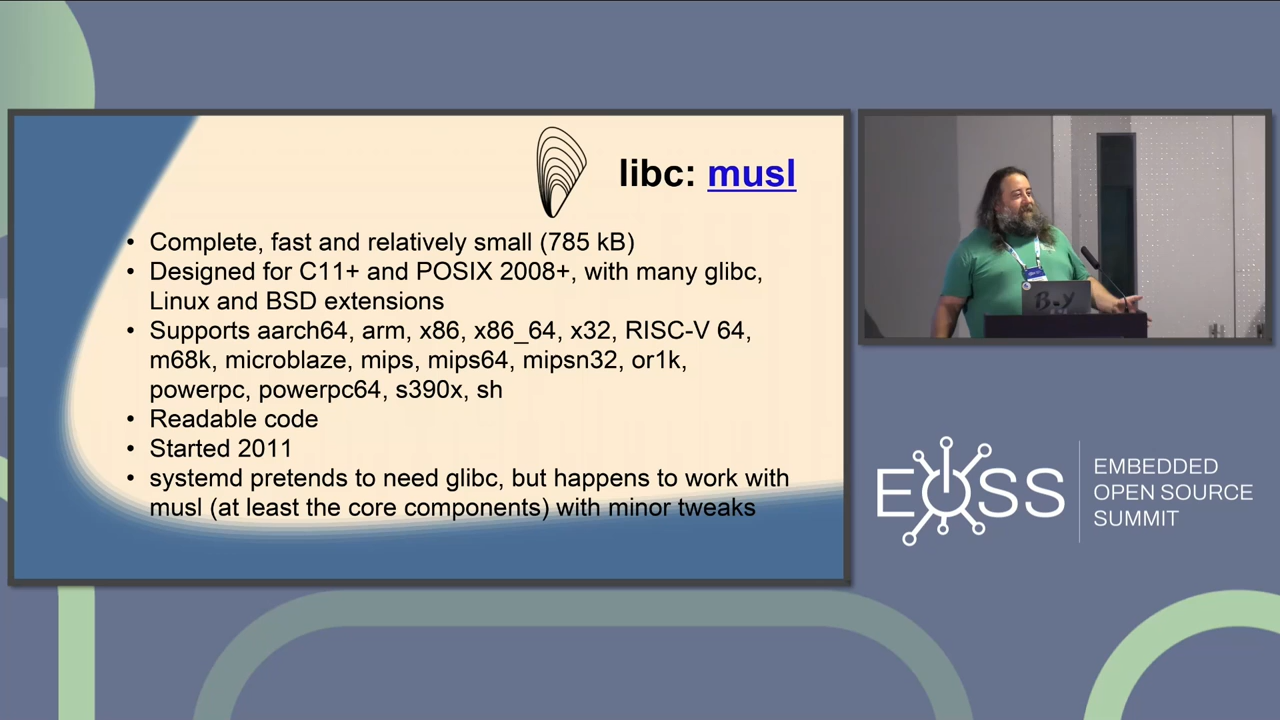 libc: musl
• Complete, fast and relatively small (785 kB)
• Designed for C11+ and POSIX 2008+, with many glibc,
Linux and BSD extensions
• Supports aarch64, arm, x86, x86_64, x32, RISC-V 64,
m68k, microblaze, mips, mips64, mipsn32, or1k,
powerpc, powerpc64, s390x, sh
• Readable code
• Started 2011
• systemd pretends to need glibc, but happens to work with
musl (at least the core components) with minor tweaks
EOSS
EMBEDDED
OPEN SOURCE
SUMMIT